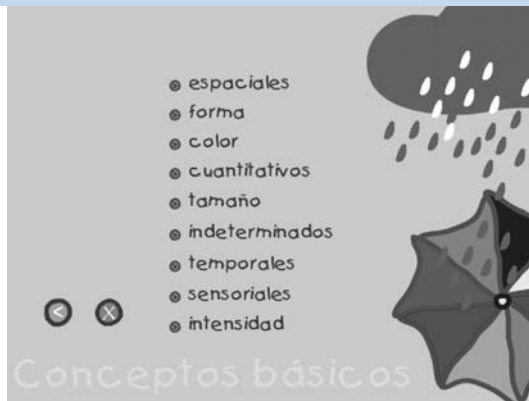 espaciales
forma
color
cuantitativos
tamaño
indeterminados
temporales
sensoriales
intensidad
< X
Conceptos básicos